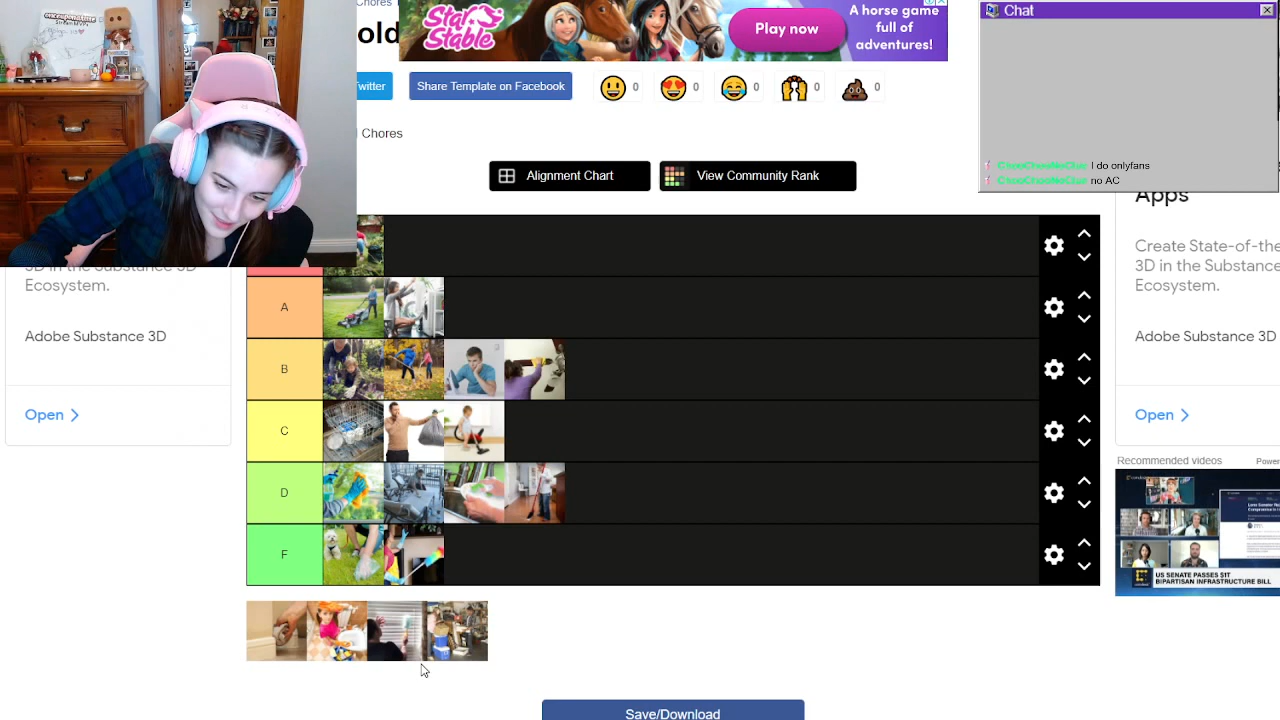 Chores
old
Star
Stable
Play now
A horse game
full of
adventures!
Chat
Twitter
Share Template on Facebook
0
0
0
0
0
Chores
Alignment Chart
View Community Rank
I do onlyfans
no AC
Apps
Create State-of-the
3D in the Substance
Ecosystem.
3D in the Substance
Ecosystem.
Adobe Substance 3D
Adobe Substance 3D
Open
Open
A
B
C
D
F
Recommended videos
Power
US SENATE PASSES $1T
BIPARTISAN INFRASTRUCTURE BILL
Save/Download